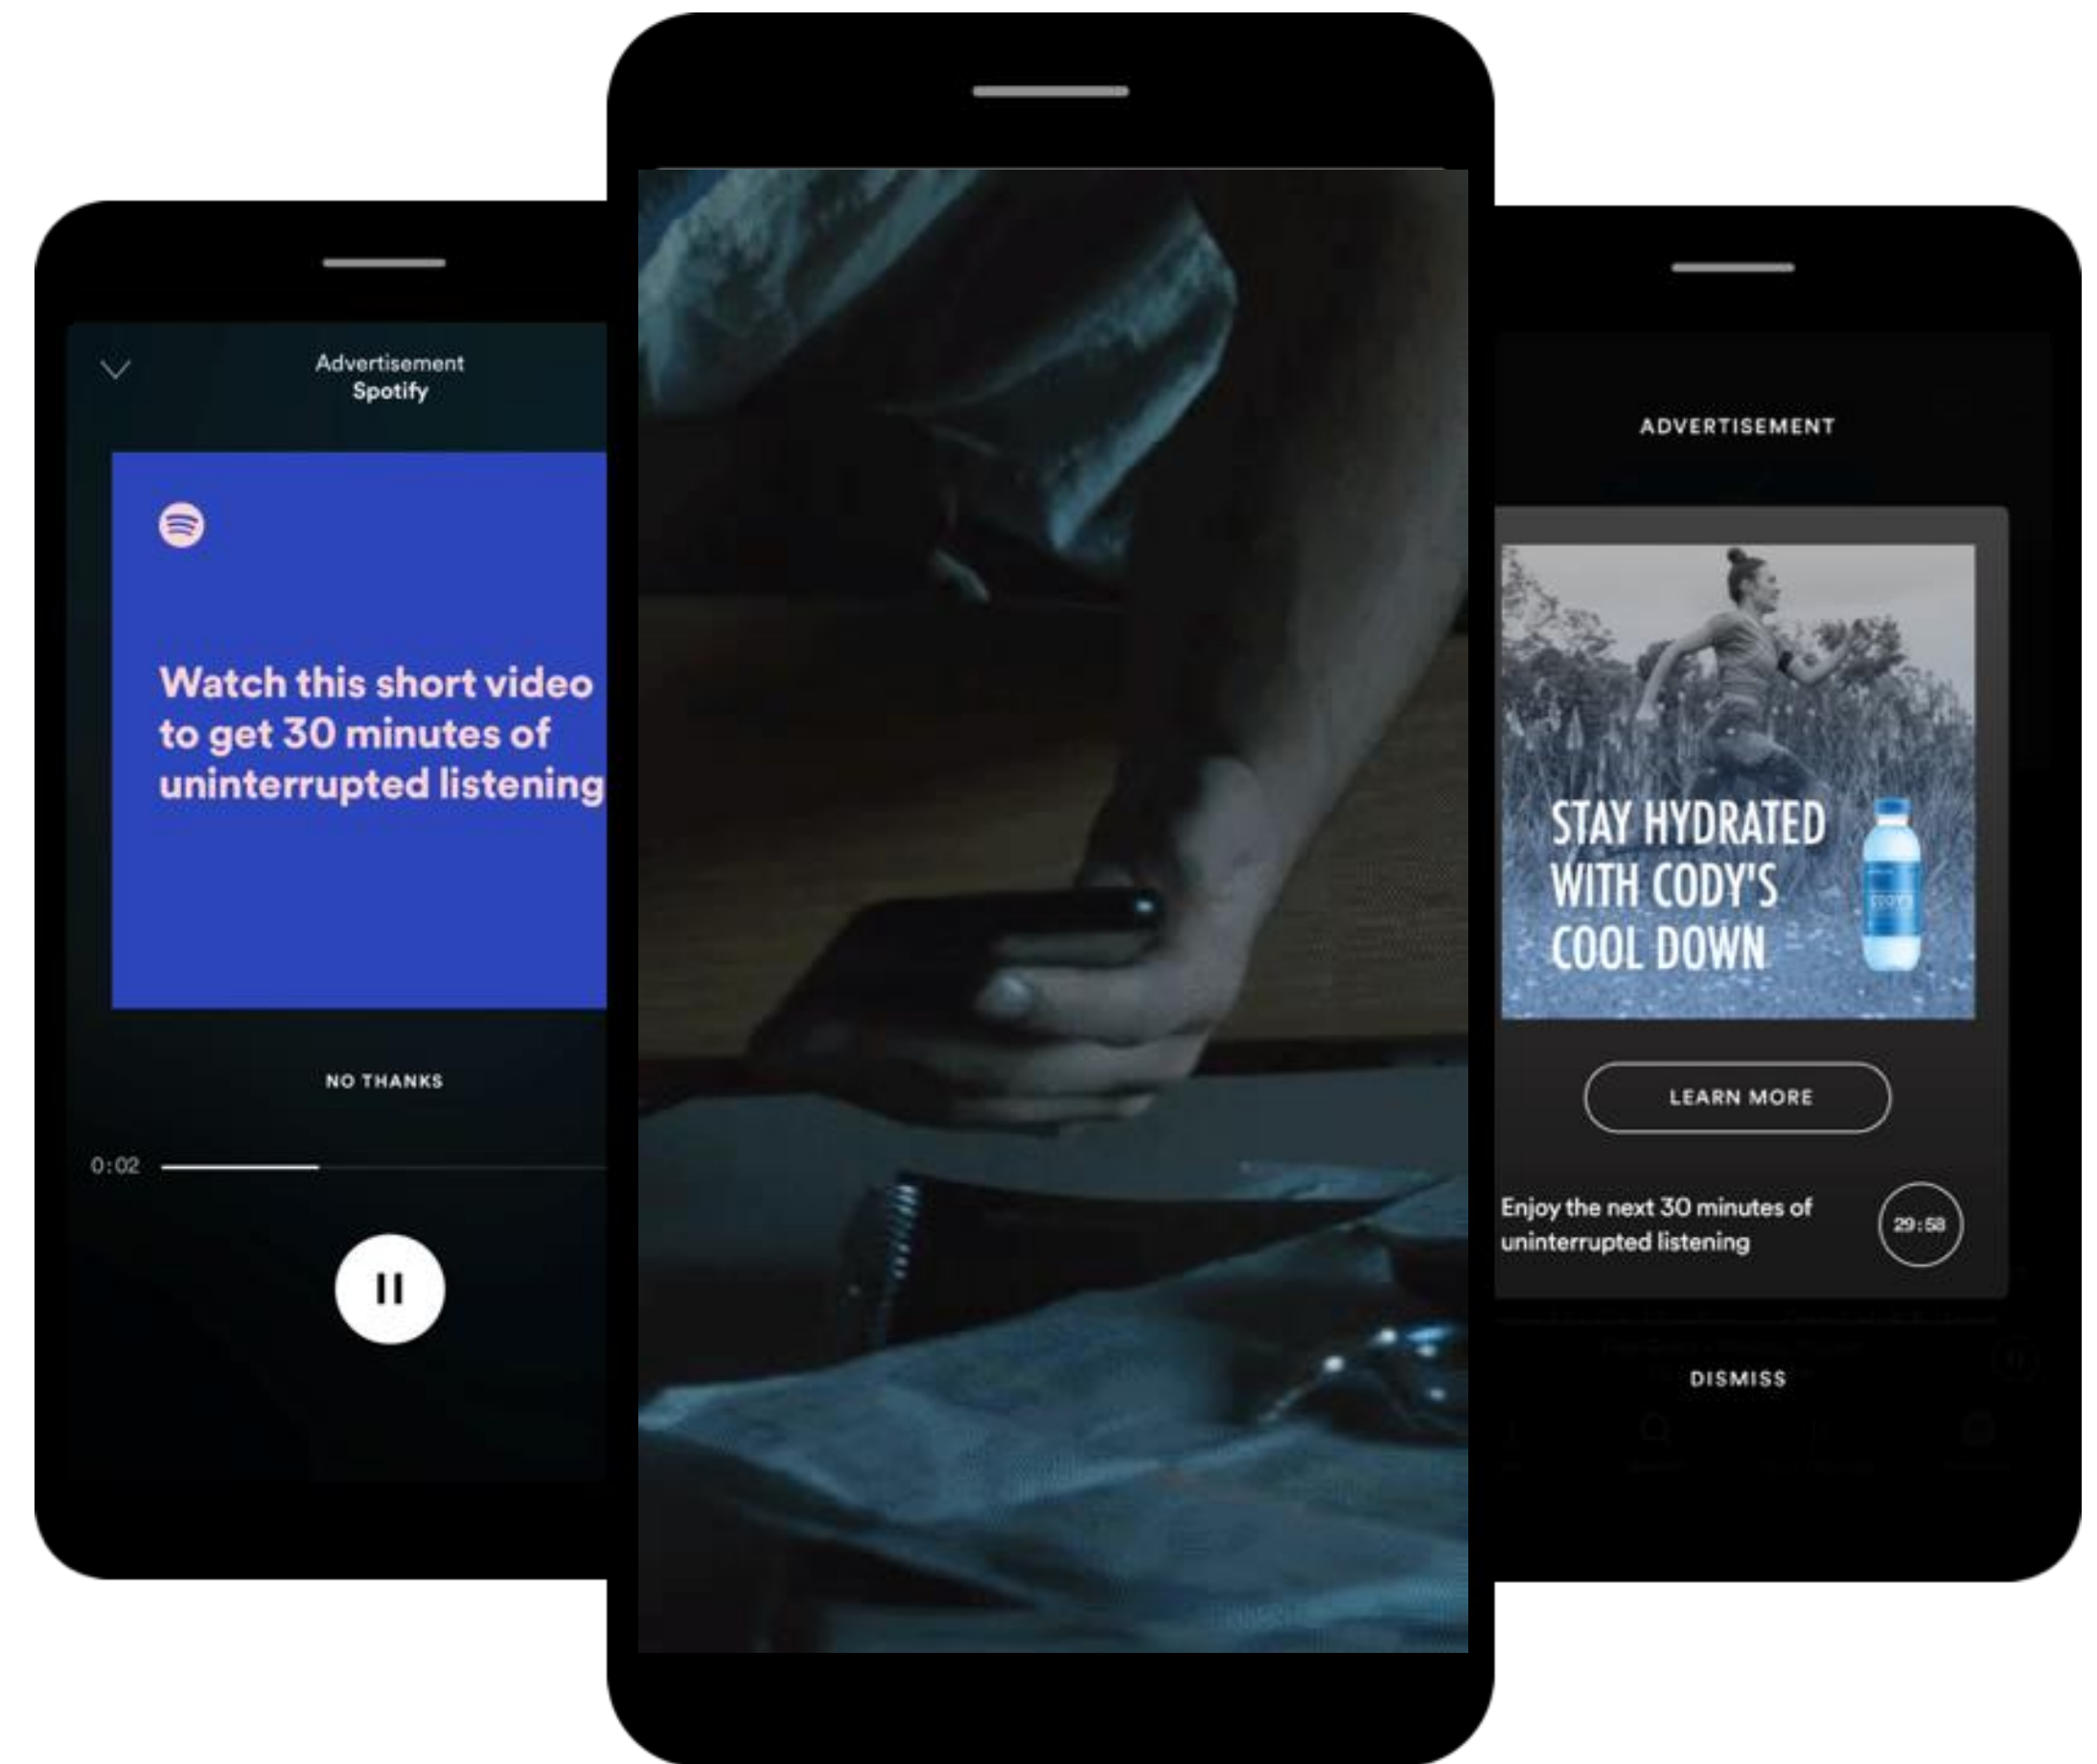 Advertisement
Spotify
Watch this short video
to get 30 minutes of
uninterrupted listening
NO THANKS
0:02
ADVERTISEMENT
STAY HYDRATED
WITH CODY'S
COOL DOWN
CODY'S
LEARN MORE
Enjoy the next 30 minutes of
uninterrupted listening
29:58
DISMISS